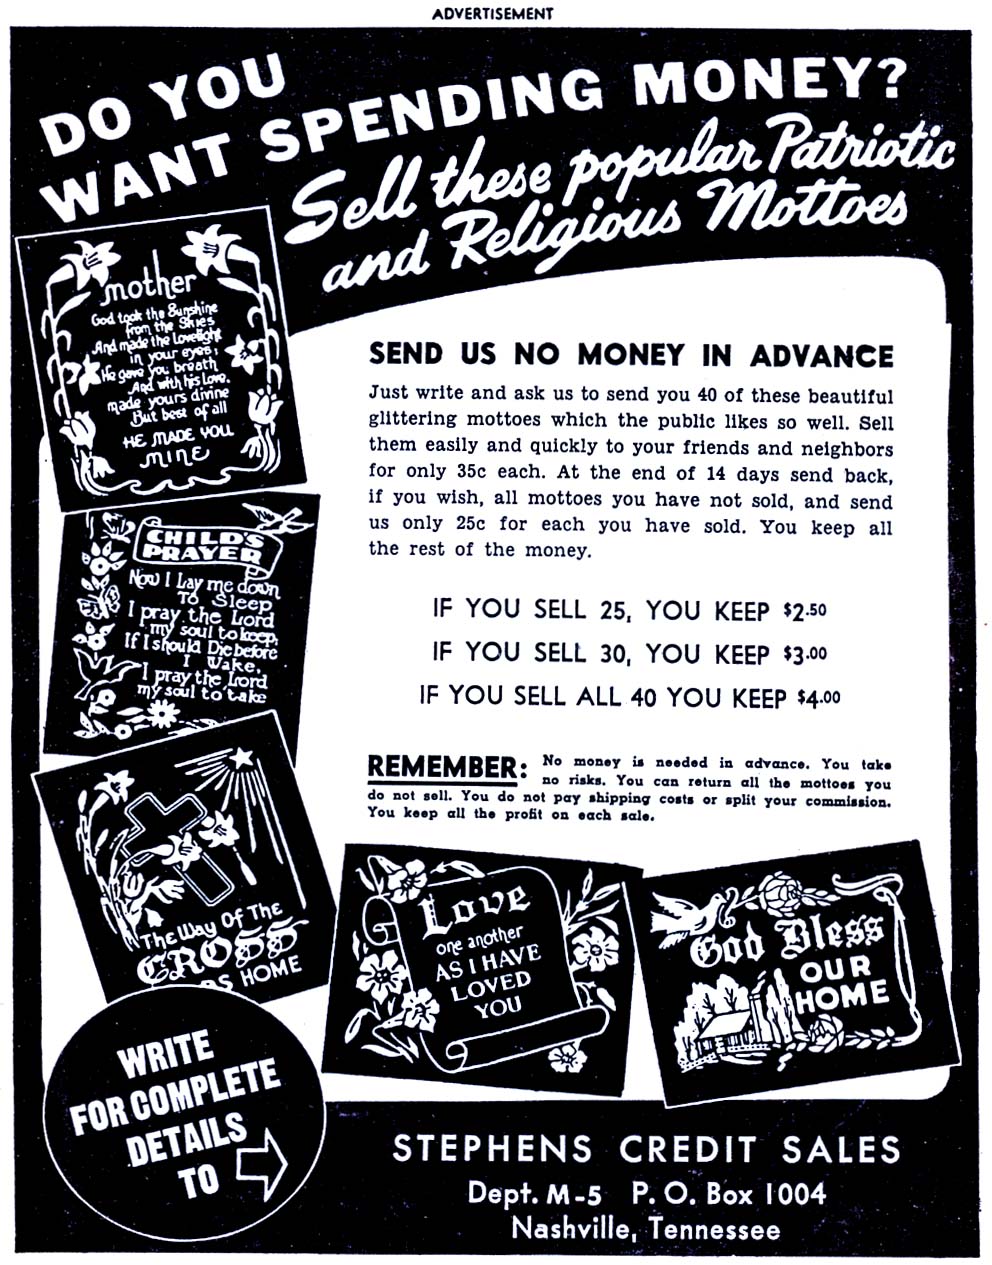 ADVERTISEMENT
DO YOU
WANT SPENDING MONEY?
Sell these popular Patriotic
and Religious Mottoes
mother
God took the Sunshine
from the Skies
And made the Lovelight
in your eyes;
He gave you breath
And with his Love,
made yours divine
But best of all
HE MADE YOU
MINE
CHILD'S
PRAYER
Now I Lay me down
To Sleep
I pray the Lord
my soul to keep,
If I should Die before
I Wake,
I pray the Lord
my soul to take
The Way Of The
CROSS
HOME
SEND US NO MONEY IN ADVANCE
Just write and ask us to send you 40 of these beautiful
glittering mottoes which the public likes so well. Sell
them easily and quickly to your friends and neighbors
for only 35c each. At the end of 14 days send back,
if you wish, all mottoes you have not sold, and send
us only 25c for each you have sold. You keep all
the rest of the money.
IF YOU SELL 25, YOU KEEP $2.50
IF YOU SELL 30, YOU KEEP $3.00
IF YOU SELL ALL 40 YOU KEEP $4.00
REMEMBER: No money is needed in advance. You take
no risks. You can return all the mottoes you
do not sell. You do not pay shipping costs or split your commission.
You keep all the profit on each sale.
Love
one another
AS I HAVE
LOVED
YOU
God Bless
OUR
HOME
WRITE
FOR COMPLETE
DETAILS
TO
STEPHENS CREDIT SALES
Dept. M-5 P. O. Box 1004
Nashville, Tennessee